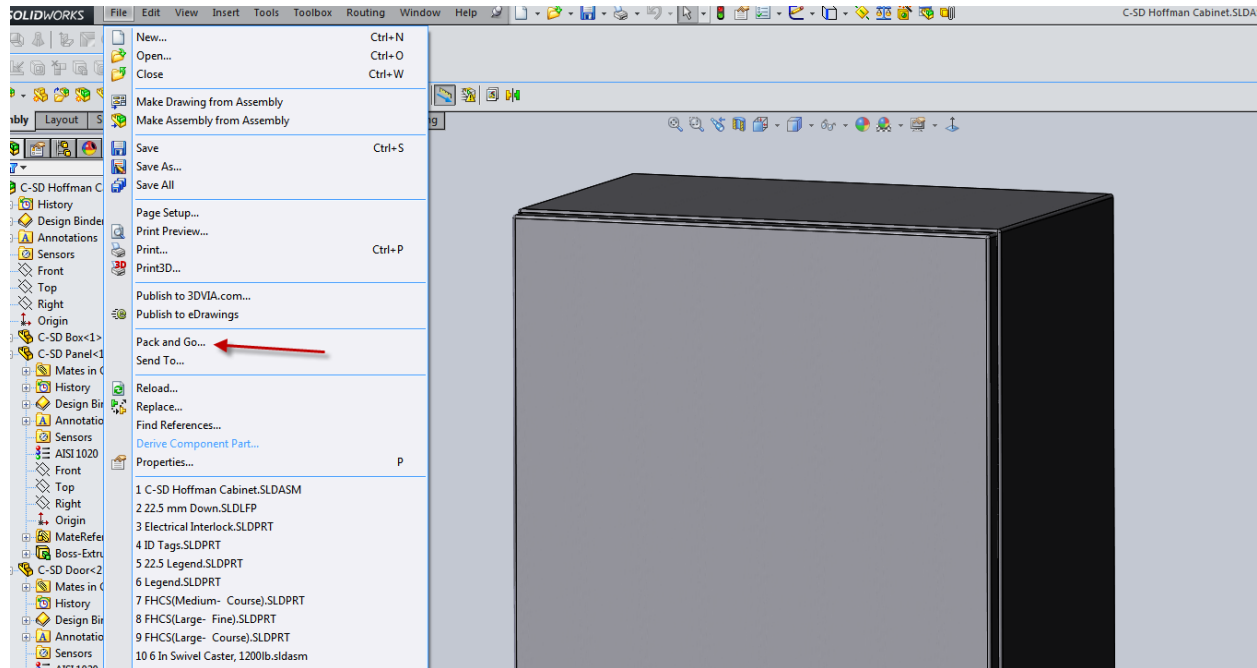 SOLIDWORKS File Edit View Insert Tools Toolbox Routing Window Help C-SD Hoffman Cabinet.SLDA
New... Ctrl+N
Open... Ctrl+O
Close Ctrl+W
Make Drawing from Assembly
Make Assembly from Assembly
Save Ctrl+S
Save As...
Save All
Page Setup...
Print Preview...
Print... Ctrl+P
Print3D...
Publish to 3DVIA.com...
Publish to eDrawings
Pack and Go...
Send To...
Reload...
Replace...
Find References...
Derive Component Part...
Properties... P
1 C-SD Hoffman Cabinet.SLDASM
2 22.5 mm Down.SLDLFP
3 Electrical Interlock.SLDPRT
4 ID Tags.SLDPRT
5 22.5 Legend.SLDPRT
6 Legend.SLDPRT
7 FHCS(Medium- Course).SLDPRT
8 FHCS(Large- Fine).SLDPRT
9 FHCS(Large- Course).SLDPRT
10 6 In Swivel Caster, 1200lb.sldasm
nbly Layout S
C-SD Hoffman C
History
Design Binder
Annotations
Sensors
Front
Top
Right
Origin
C-SD Box<1>
C-SD Panel<1
Mates in C
History
Design Bin
Annotatio
Sensors
AISI 1020
Front
Top
Right
Origin
MateRefer
Boss-Extru
C-SD Door<2
Mates in C
History
Design Bin
Annotatio
Sensors